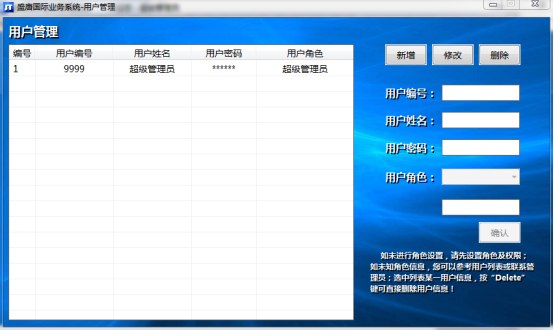 盛唐国际业务系统-用户管理
用户管理
编号 用户编号 用户姓名 用户密码 用户角色
1 9999 超级管理员 ****** 超级管理员
新增 修改 删除
用户编号：
用户姓名：
用户密码：
用户角色：
确认
如未进行角色设置，请先设置角色及权限；
如未知角色信息，您可以参考用户列表或联系管
理员；选中列表某一用户信息，按“Delete”
键可直接删除用户信息！